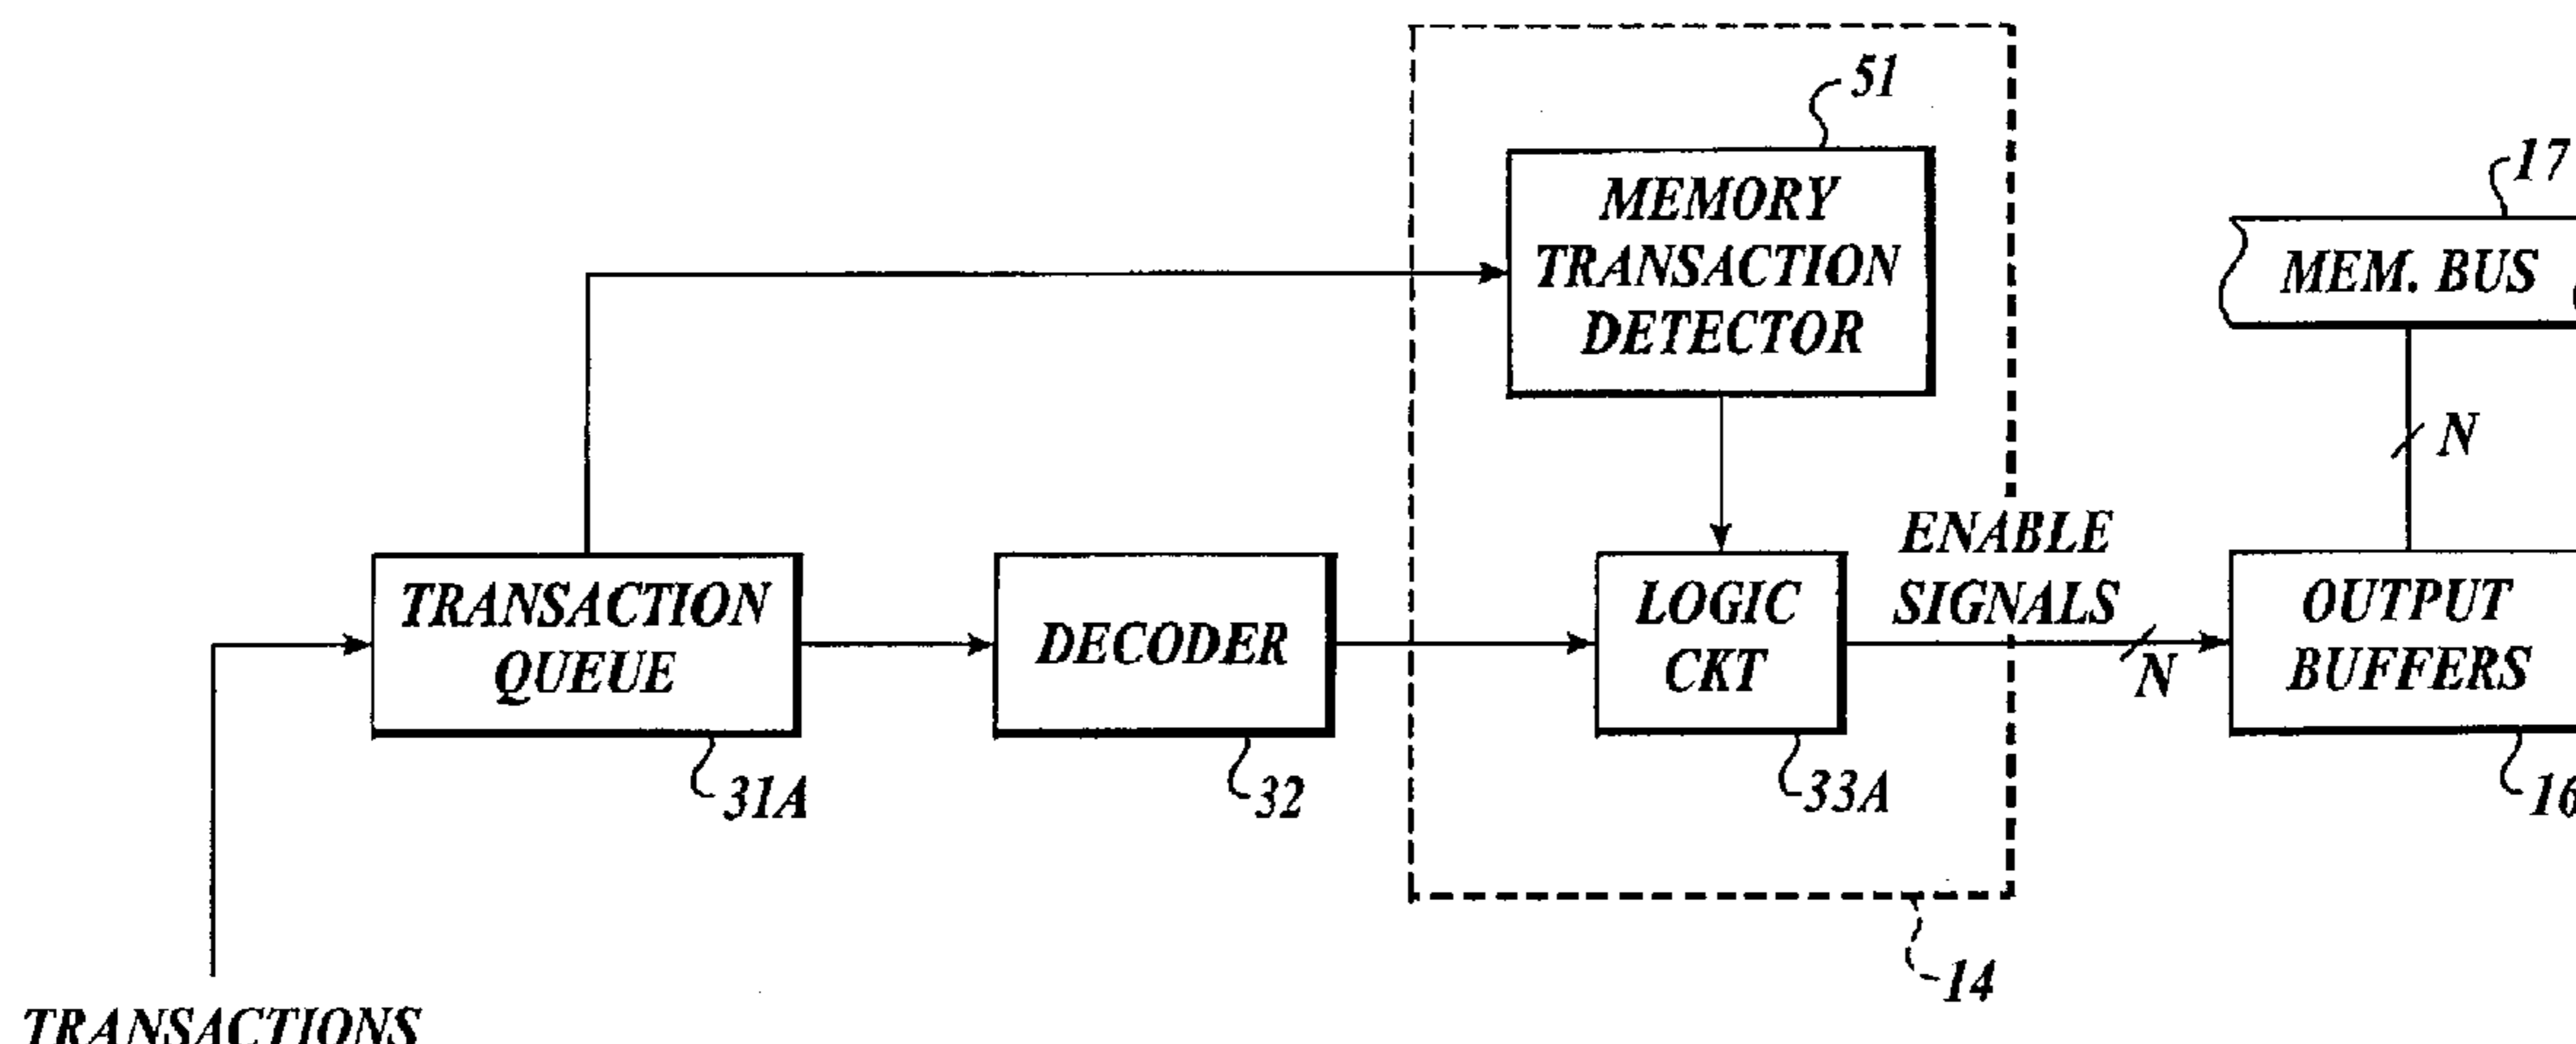 51
MEMORY
TRANSACTION
DETECTOR
17
MEM. BUS
N
ENABLE
SIGNALS
N
TRANSACTION
QUEUE
DECODER
LOGIC
CKT
OUTPUT
BUFFERS
31A
32
33A
16
14
TRANSACTIONS